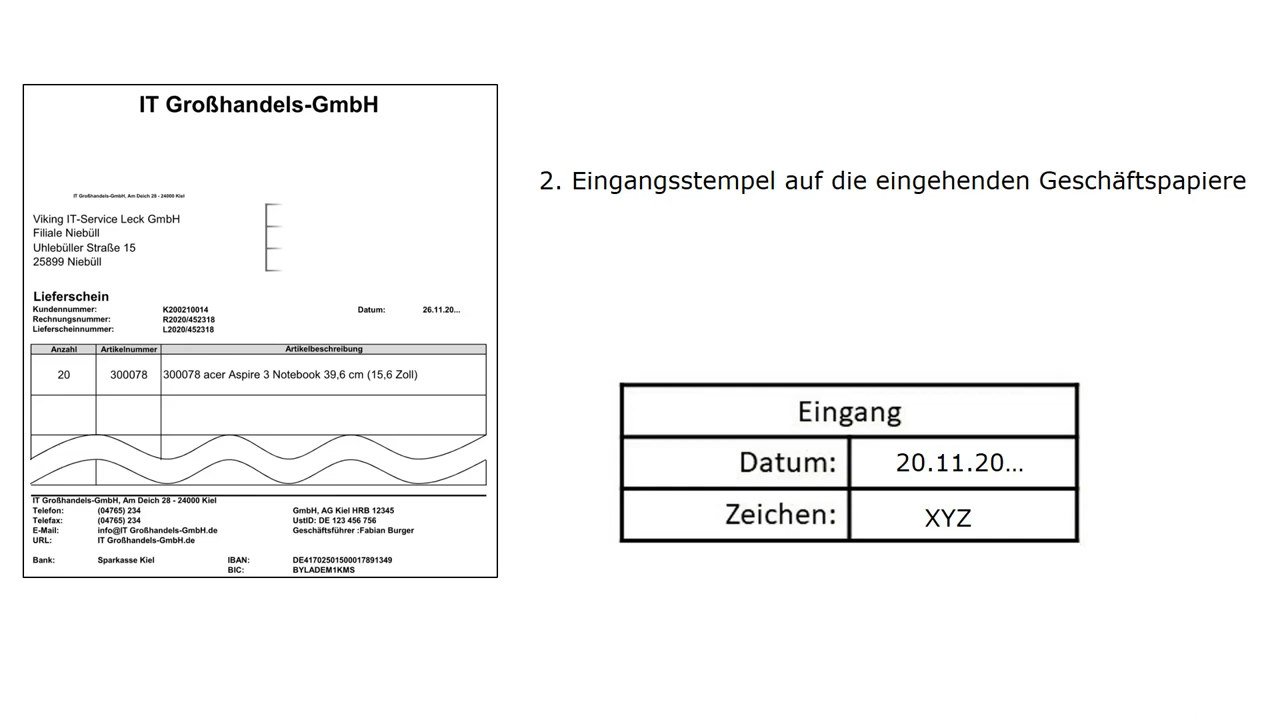 IT Großhandels-GmbH
IT Großhandels-GmbH, Am Deich 28 - 24000 Kiel
Viking IT-Service Leck GmbH
Filiale Niebüll
Uhlebüller Straße 15
25899 Niebüll
Lieferschein
Kundennummer: K200210014 Datum: 26.11.20...
Rechnungsnummer: R2020/452318
Lieferscheinnummer: L2020/452318
Anzahl Artikelnummer Artikelbeschreibung
20 300078 300078 acer Aspire 3 Notebook 39,6 cm (15,6 Zoll)
IT Großhandels-GmbH, Am Deich 28 - 24000 Kiel
Telefon: (04765) 234 GmbH, AG Kiel HRB 12345
Telefax: (04765) 234 UstID: DE 123 456 756
E-Mail: info@IT Großhandels-GmbH.de Geschäftsführer :Fabian Burger
URL: IT Großhandels-GmbH.de
Bank: Sparkasse Kiel IBAN: DE41702501500017891349
BIC: BYLADEM1KMS
2. Eingangsstempel auf die eingehenden Geschäftspapiere
Eingang
Datum: 20.11.20...
Zeichen: XYZ